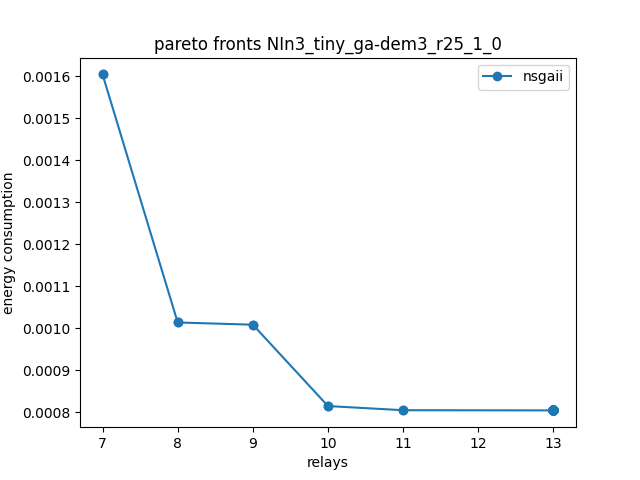 pareto fronts NIn3_tiny_ga-dem3_r25_1_0
nsgaii
energy consumption
0.0016
0.0015
0.0014
0.0013
0.0012
0.0011
0.0010
0.0009
0.0008
7 8 9 10 11 12 13
relays